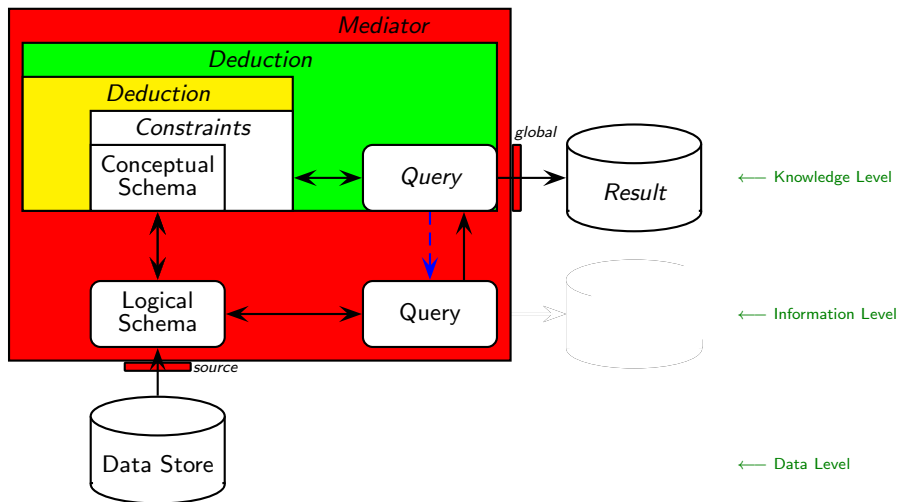 Mediator
Deduction
Deduction
Constraints
Conceptual
Schema
Query
global
Result
⟵ Knowledge Level
Logical
Schema
Query
⟵ Information Level
source
Data Store
⟵ Data Level